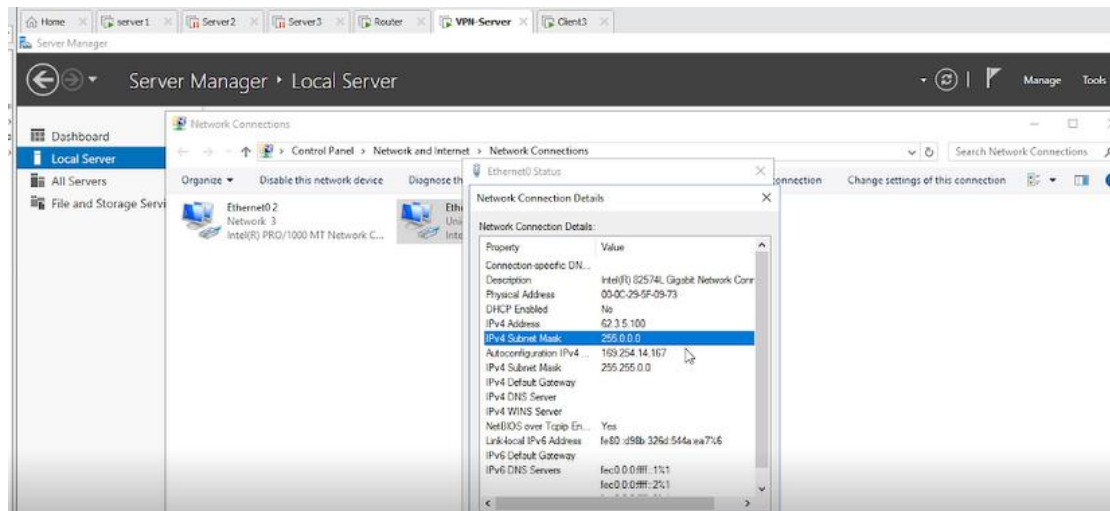 Home server1 Server2 Server3 Router VPN-Server Client3
Server Manager
Server Manager • Local Server
Manage Tools
Dashboard
Local Server
All Servers
File and Storage Servi
Network Connections
Control Panel > Network and Internet > Network Connections
Search Network Connections
Organize Disable this network device Diagnose th
connection Change settings of this connection
Ethernet0 2
Network 3
Intel(R) PRO/1000 MT Network C...
Eth
Uni
Inte
Ethernet0 Status
Network Connection Details
Network Connection Details:
Property Value
Connection-specific DN...
Description Intel(R) 82574L Gigabit Network Conr
Physical Address 00-0C-29-5F-09-73
DHCP Enabled No
IPv4 Address 62.3.5.100
IPv4 Subnet Mask 255.0.0.0
Autoconfiguration IPv4 ... 169.254.14.167
IPv4 Subnet Mask 255.255.0.0
IPv4 Default Gateway
IPv4 DNS Server
IPv4 WINS Server
NetBIOS over Tcpip En... Yes
Link-local IPv6 Address fe80::d98b:326d:544a:ea7%6
IPv6 Default Gateway
IPv6 DNS Servers fec0:0:0:ffff::1%1
fec0:0:0:ffff::2%1